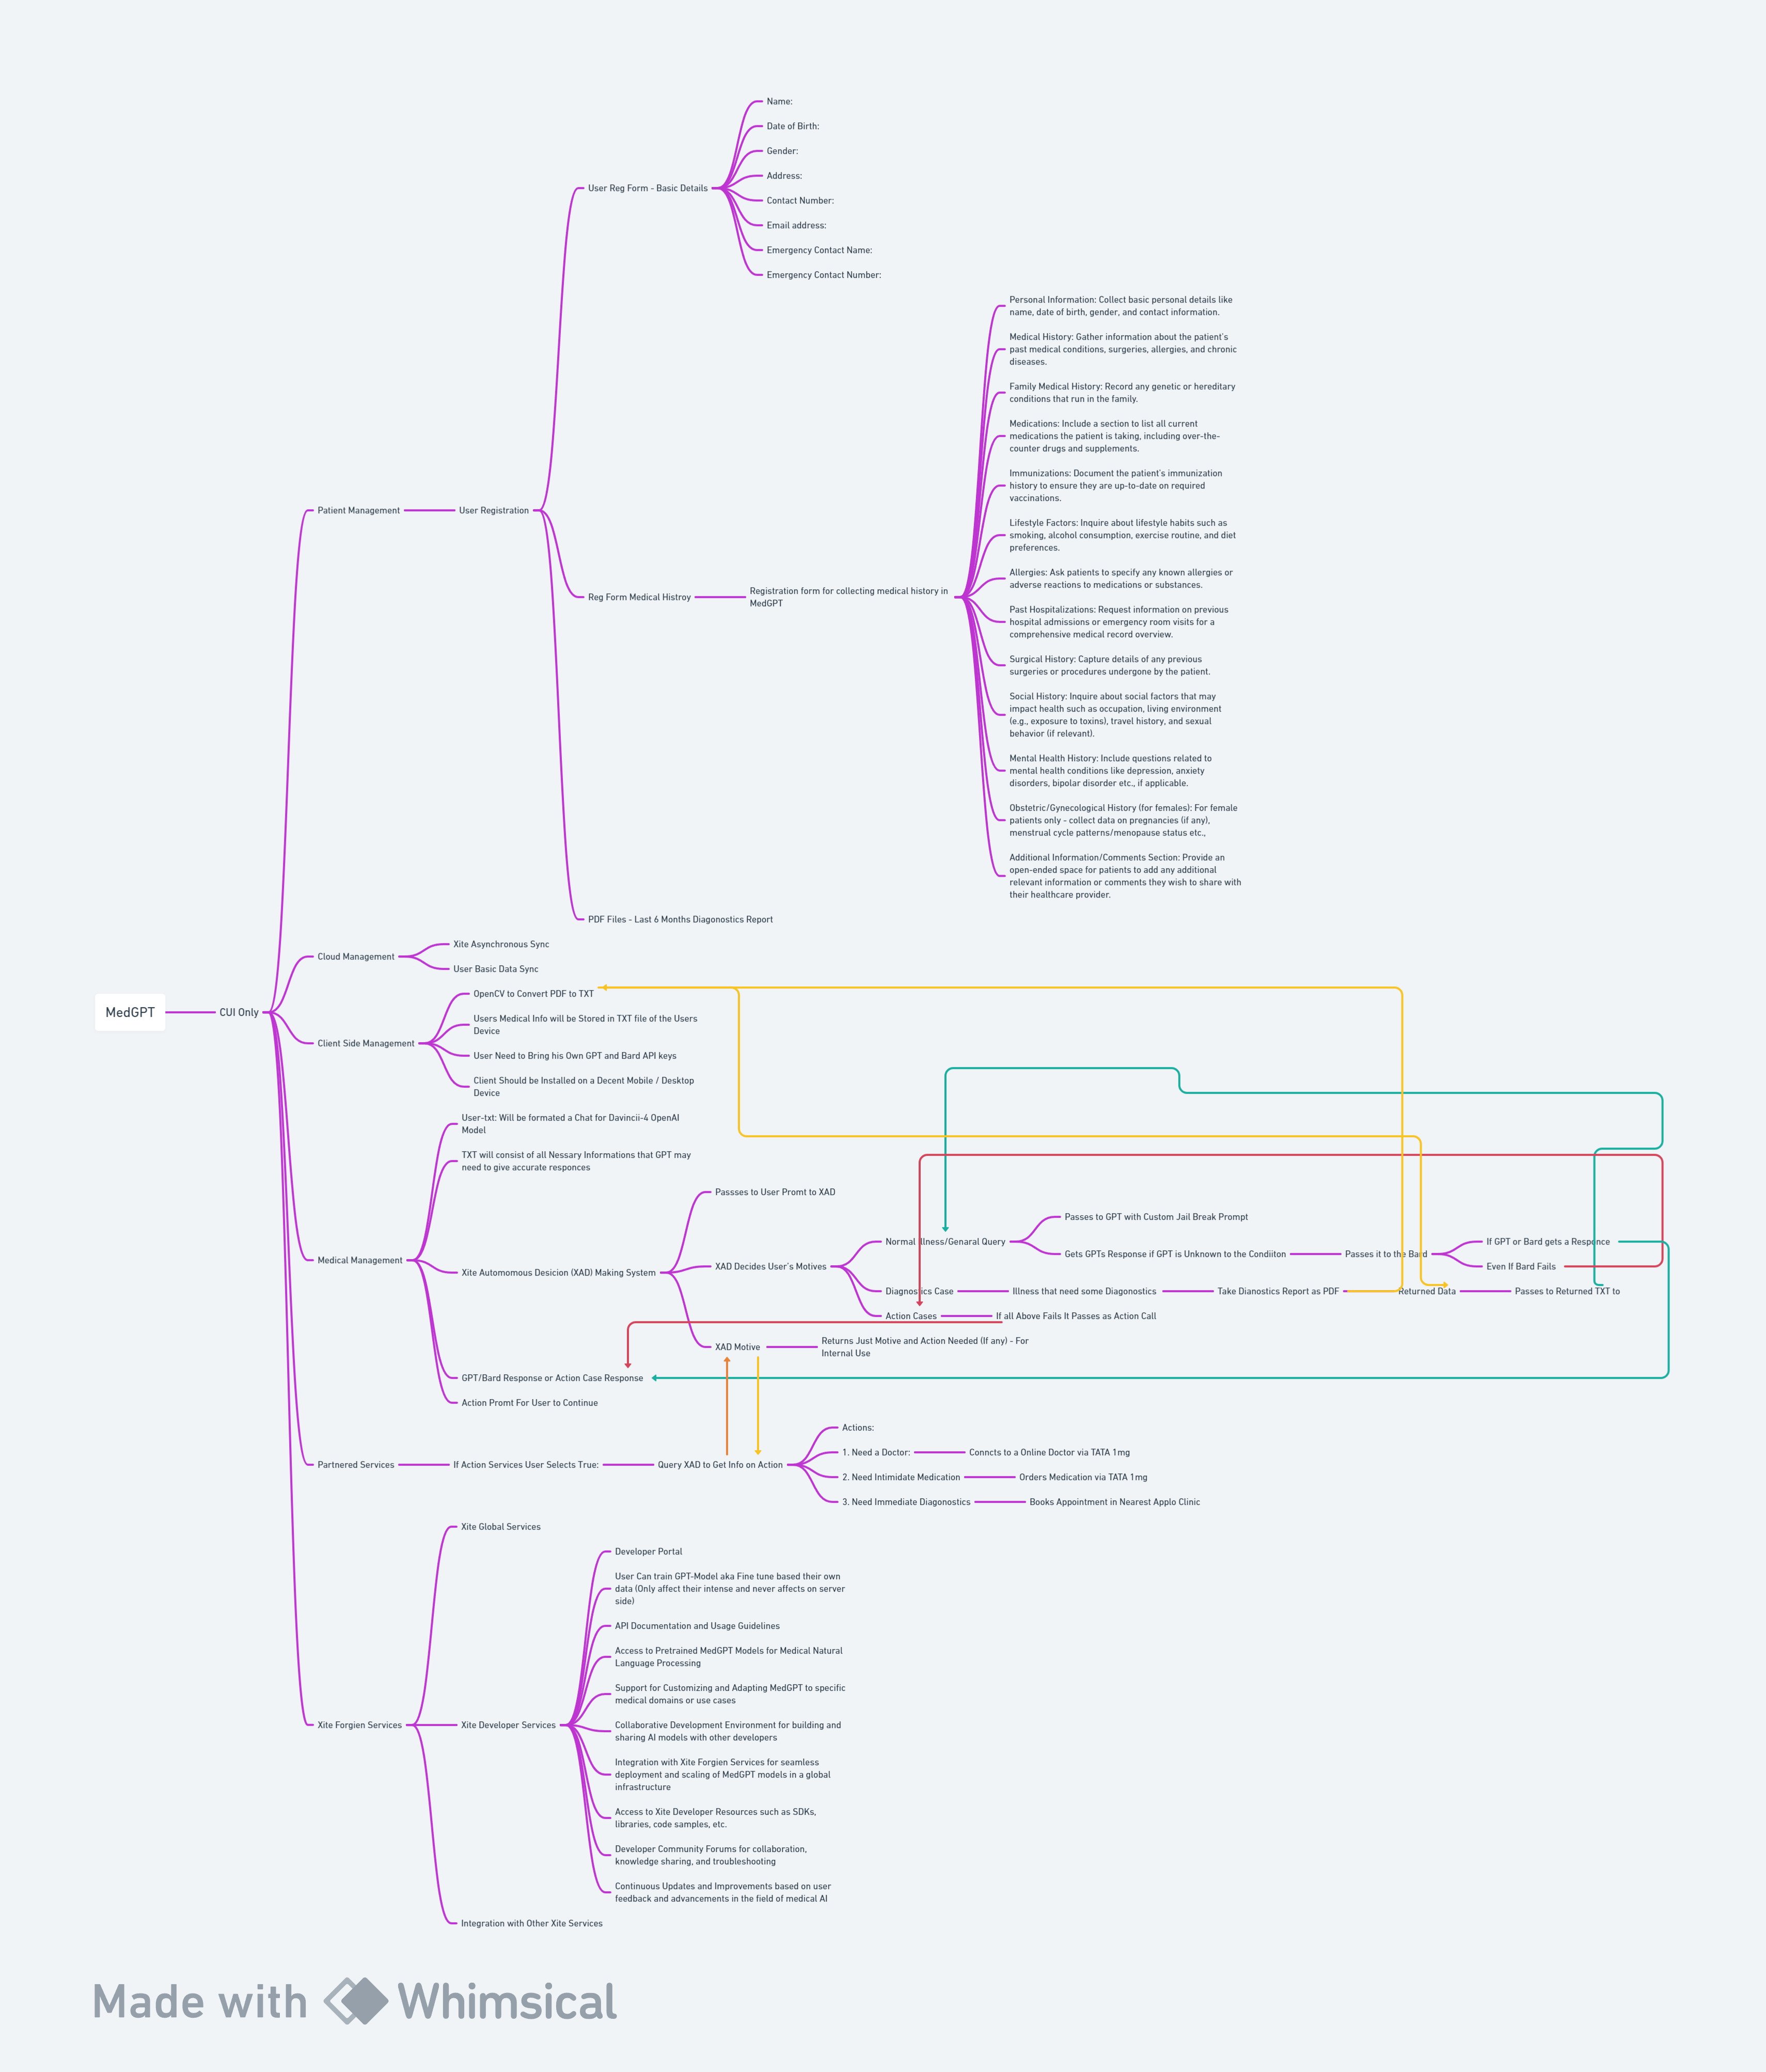 Name:
Date of Birth:
Gender:
Address:
User Reg Form - Basic Details
Contact Number:
Email address:
Emergency Contact Name:
Emergency Contact Number:
Personal Information: Collect basic personal details like
name, date of birth, gender, and contact information.
Medical History: Gather information about the patient's
past medical conditions, surgeries, allergies, and chronic
diseases.
Family Medical History: Record any genetic or hereditary
conditions that run in the family.
Medications: Include a section to list all current
medications the patient is taking, including over-the-
counter drugs and supplements.
Immunizations: Document the patient's immunization
history to ensure they are up-to-date on required
vaccinations.
Patient Management
User Registration
Lifestyle Factors: Inquire about lifestyle habits such as
smoking, alcohol consumption, exercise routine, and diet
preferences.
Allergies: Ask patients to specify any known allergies or
adverse reactions to medications or substances.
Reg Form Medical Histroy
Registration form for collecting medical history in
MedGPT
Past Hospitalizations: Request information on previous
hospital admissions or emergency room visits for a
comprehensive medical record overview.
Surgical History: Capture details of any previous
surgeries or procedures undergone by the patient.
Social History: Inquire about social factors that may
impact health such as occupation, living environment
(e.g., exposure to toxins), travel history, and sexual
behavior (if relevant).
Mental Health History: Include questions related to
mental health conditions like depression, anxiety
disorders, bipolar disorder etc., if applicable.
Obstetric/Gynecological History (for females): For female
patients only - collect data on pregnancies (if any),
menstrual cycle patterns/menopause status etc.,
Additional Information/Comments Section: Provide an
open-ended space for patients to add any additional
relevant information or comments they wish to share with
their healthcare provider.
PDF Files - Last 6 Months Diagonostics Report
Xite Asynchronous Sync
Cloud Management
User Basic Data Sync
OpenCV to Convert PDF to TXT
MedGPT
CUI Only
Users Medical Info will be Stored in TXT file of the Users
Device
Client Side Management
User Need to Bring his Own GPT and Bard API keys
Client Should be Installed on a Decent Mobile / Desktop
Device
User-txt: Will be formated a Chat for Davincii-4 OpenAI
Model
TXT will consist of all Nessary Informations that GPT may
need to give accurate responces
Passses to User Promt to XAD
Passes to GPT with Custom Jail Break Prompt
Normal Illness/Genaral Query
If GPT or Bard gets a Responce
Gets GPTs Response if GPT is Unknown to the Condiiton
Passes it to the Bard
Medical Management
XAD Decides User's Motives
Even If Bard Fails
Xite Automomous Desicion (XAD) Making System
Diagnostics Case
Illness that need some Diagonostics
Take Dianostics Report as PDF
Returned Data
Passes to Returned TXT to
Action Cases
If all Above Fails It Passes as Action Call
XAD Motive
Returns Just Motive and Action Needed (If any) - For
Internal Use
GPT/Bard Response or Action Case Response
Action Promt For User to Continue
Actions:
1. Need a Doctor:
Conncts to a Online Doctor via TATA 1mg
Partnered Services
If Action Services User Selects True:
Query XAD to Get Info on Action
2. Need Intimidate Medication
Orders Medication via TATA 1mg
3. Need Immediate Diagonostics
Books Appointment in Nearest Applo Clinic
Xite Global Services
Developer Portal
User Can train GPT-Model aka Fine tune based their own
data (Only affect their intense and never affects on server
side)
API Documentation and Usage Guidelines
Access to Pretrained MedGPT Models for Medical Natural
Language Processing
Support for Customizing and Adapting MedGPT to specific
medical domains or use cases
Xite Forgien Services
Xite Developer Services
Collaborative Development Environment for building and
sharing AI models with other developers
Integration with Xite Forgien Services for seamless
deployment and scaling of MedGPT models in a global
infrastructure
Access to Xite Developer Resources such as SDKs,
libraries, code samples, etc.
Developer Community Forums for collaboration,
knowledge sharing, and troubleshooting
Continuous Updates and Improvements based on user
feedback and advancements in the field of medical AI
Integration with Other Xite Services
Made with Whimsical